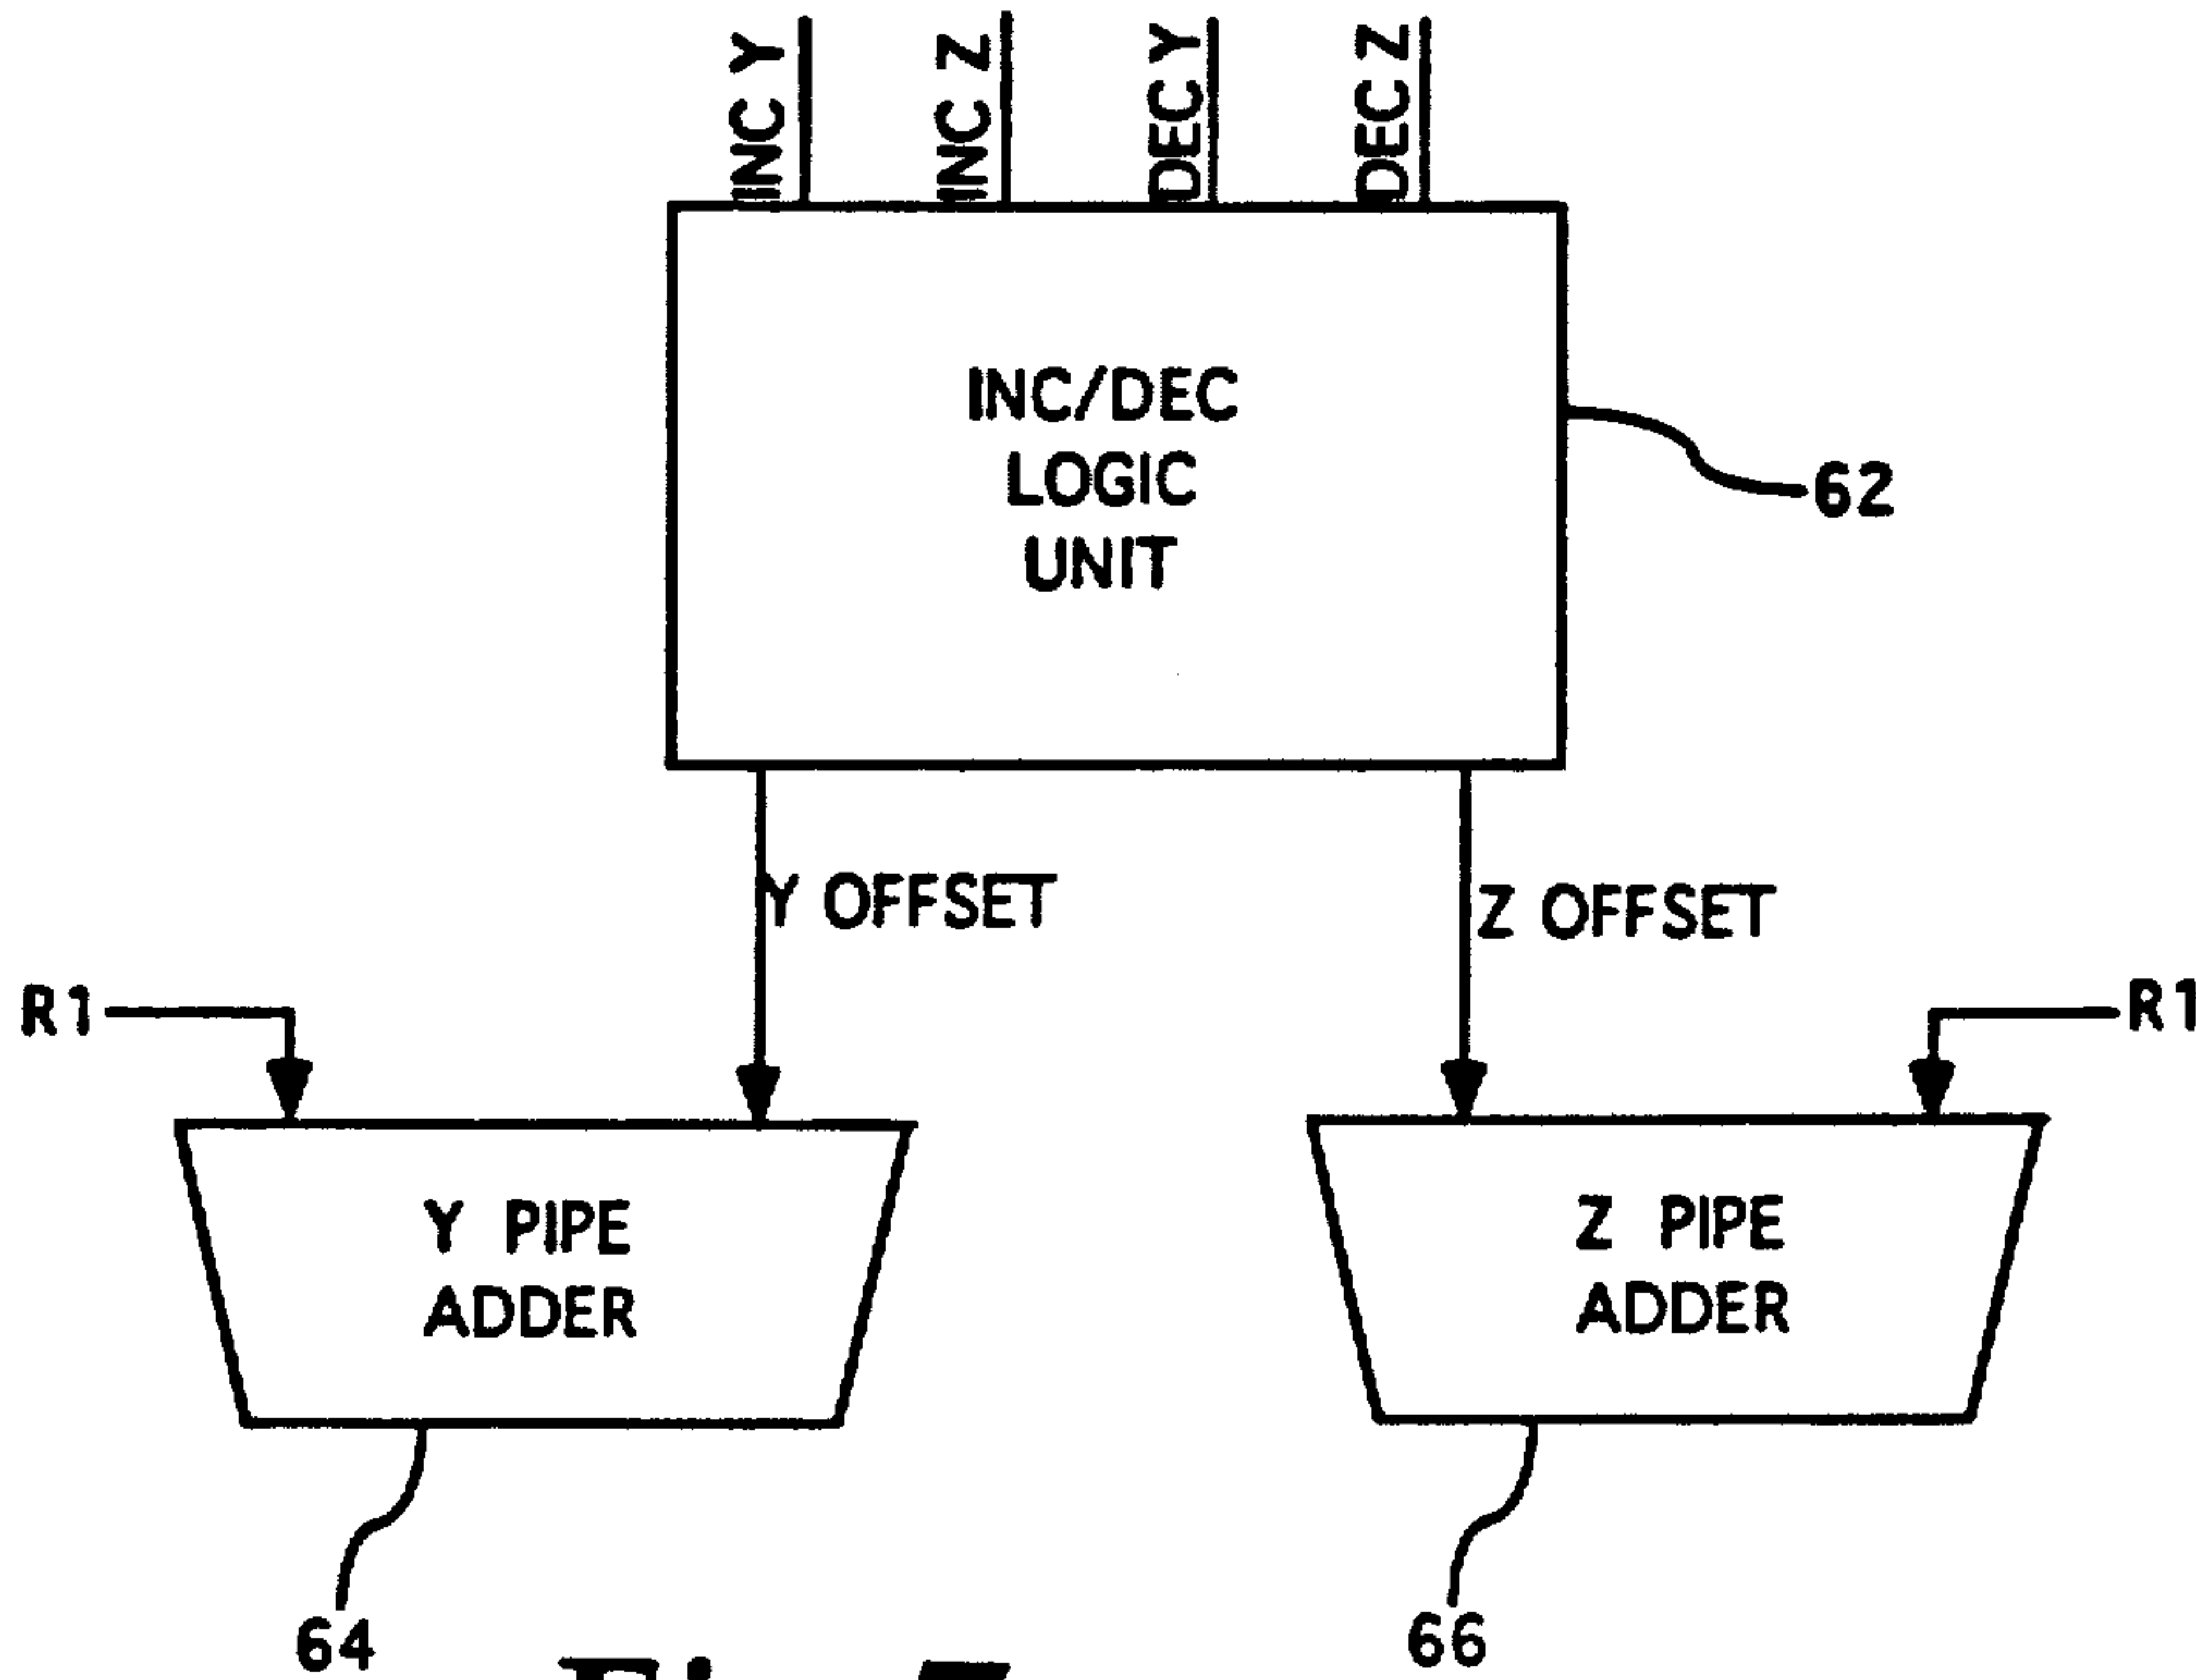 INC Y
INC Z
DEC Y
DEC Z
INC/DEC
LOGIC
UNIT
62
Y OFFSET
Z OFFSET
R1
R1
Y PIPE
ADDER
Z PIPE
ADDER
64
66